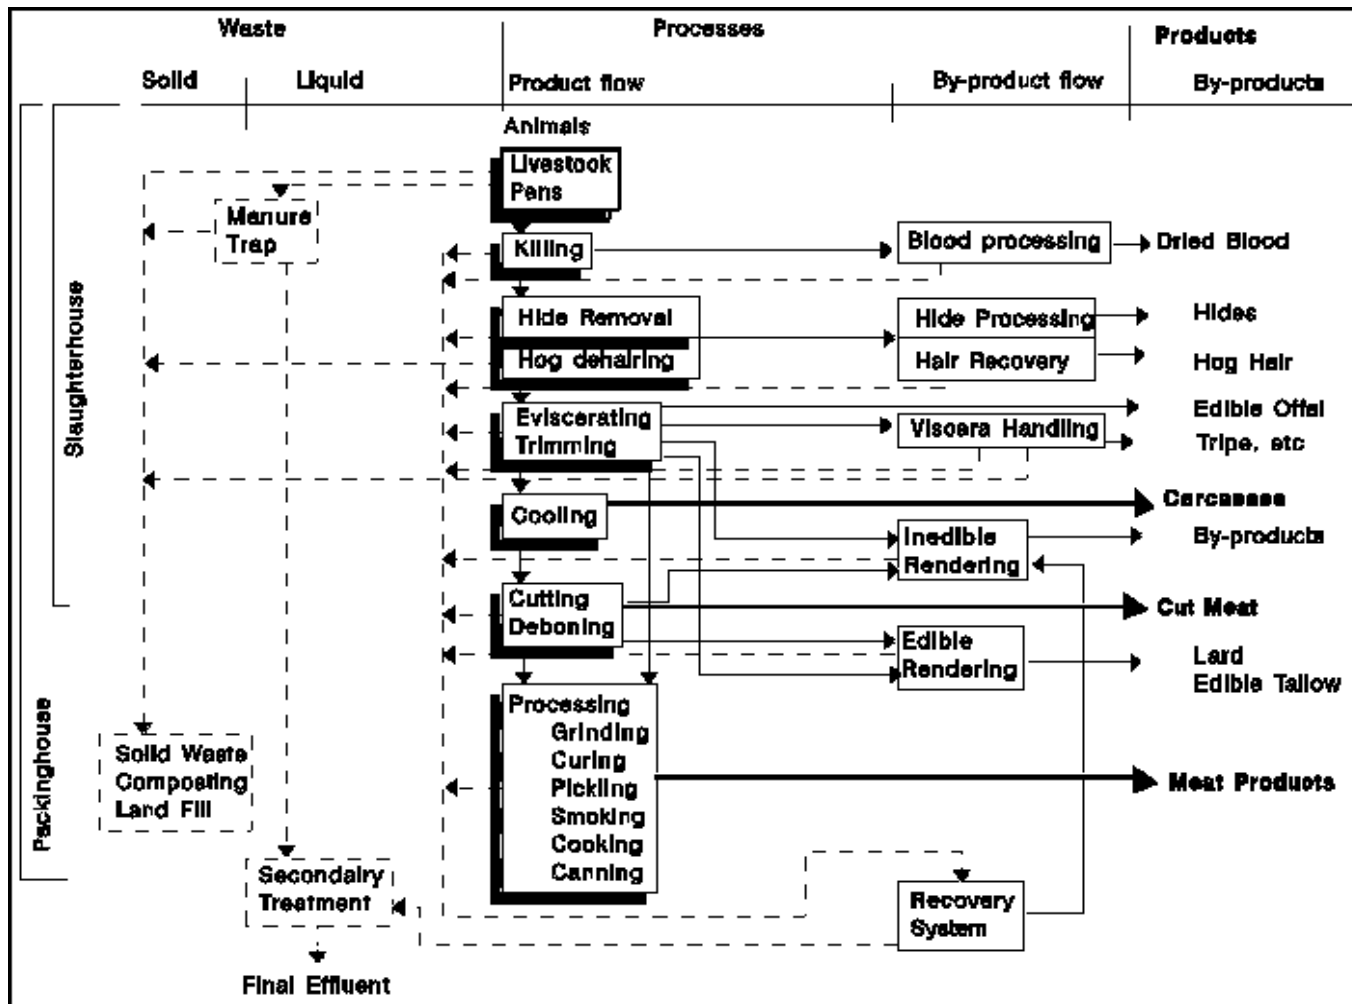 Waste
Processes
Products
Solid
Liquid
Product flow
By-product flow
By-products
Animals
Livestock
Pens
Manure
Trap
Killing
Blood processing
Dried Blood
Hide Removal
Hide Processing
Hides
Hog dehairing
Hair Recovery
Hog Hair
Eviscerating
Trimming
Edible Offal
Viscera Handling
Tripe, etc
Cooling
Carcasses
Inedible
Rendering
By-products
Cutting
Deboning
Cut Meat
Edible
Rendering
Lard
Edible Tallow
Processing
Grinding
Curing
Pickling
Smoking
Cooking
Canning
Meat Products
Slaughterhouse
Packinghouse
Solid Waste
Composting
Land Fill
Secondairy
Treatment
Recovery
System
Final Effluent